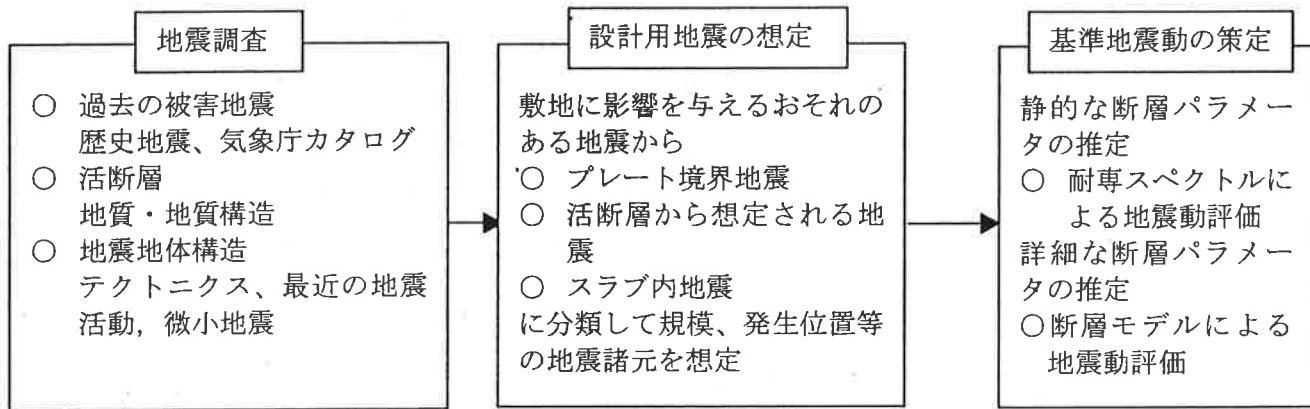 地震調査
○ 過去の被害地震
歴史地震、気象庁カタログ
○ 活断層
地質・地質構造
○ 地震地体構造
テクトニクス、最近の地震
活動，微小地震
設計用地震の想定
敷地に影響を与えるおそれの
ある地震から
○ プレート境界地震
○ 活断層から想定される地
震
○ スラブ内地震
に分類して規模、発生位置等
の地震諸元を想定
基準地震動の策定
静的な断層パラメー
タの推定
○ 耐専スペクトルに
よる地震動評価
詳細な断層パラメー
タの推定
○断層モデルによる
地震動評価